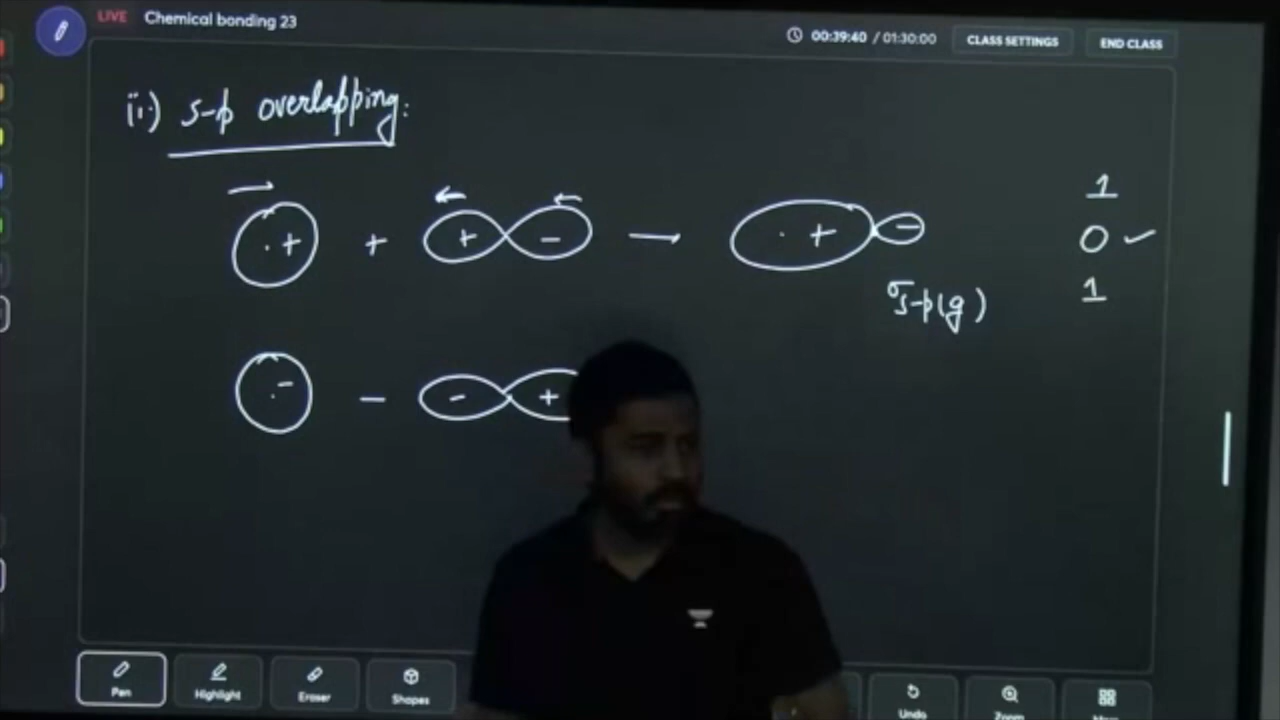 LIVE Chemical bonding 23
00:39:40 / 01:30:00 CLASS SETTINGS END CLASS
ii) s-p overlapping:
+ + + - → + -
1
0 ✓
1
σs-p(g)
- - - +
Pen Highlight Eraser Shapes Undo Zoom